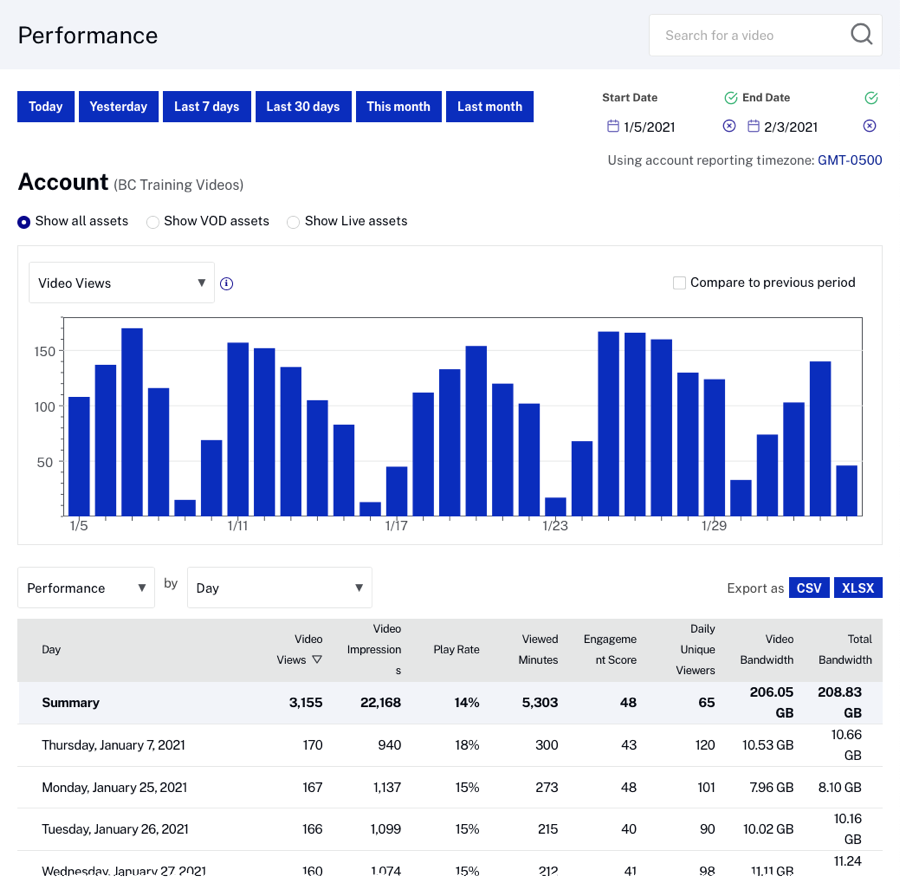 Performance
Search for a video
Today Yesterday Last 7 days Last 30 days This month Last month
Start Date End Date
1/5/2021 2/3/2021
Using account reporting timezone: GMT-0500
Account (BC Training Videos)
Show all assets Show VOD assets Show Live assets
Video Views
Compare to previous period
150
100
50
1/5 1/11 1/17 1/23 1/29
Performance by Day
Export as CSV XLSX
Day
Video
Views
Video
Impression
s
Play Rate
Viewed
Minutes
Engageme
nt Score
Daily
Unique
Viewers
Video
Bandwidth
Total
Bandwidth
Summary 3,155 22,168 14% 5,303 48 65 206.05 GB 208.83 GB
Thursday, January 7, 2021 170 940 18% 300 43 120 10.53 GB 10.66 GB
Monday, January 25, 2021 167 1,137 15% 273 48 101 7.96 GB 8.10 GB
Tuesday, January 26, 2021 166 1,099 15% 215 40 90 10.02 GB 10.16 GB
Wednesday, January 27, 2021 160 1,074 15% 212 41 98 11.11 GB 11.24